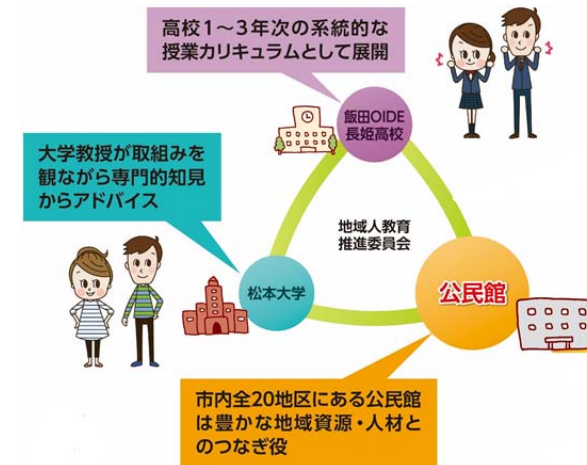 高校1〜3年次の系統的な
授業カリキュラムとして展開
飯田OIDE
長姫高校
大学教授が取組みを
観ながら専門的知見
からアドバイス
地域人教育
推進委員会
松本大学
公民館
市内全20地区にある公民館
は豊かな地域資源・人材と
のつなぎ役